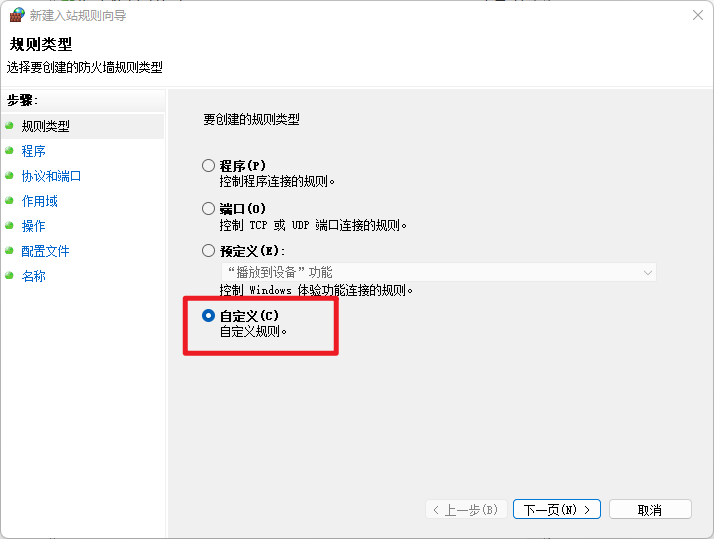 新建入站规则向导
规则类型
选择要创建的防火墙规则类型
步骤:
规则类型
程序
协议和端口
作用域
操作
配置文件
名称
要创建的规则类型
程序(P)
控制程序连接的规则。
端口(O)
控制 TCP 或 UDP 端口连接的规则。
预定义(E):
“播放到设备”功能
控制 Windows 体验功能连接的规则。
自定义(C)
自定义规则。
< 上一步(B)
下一页(N) >
取消